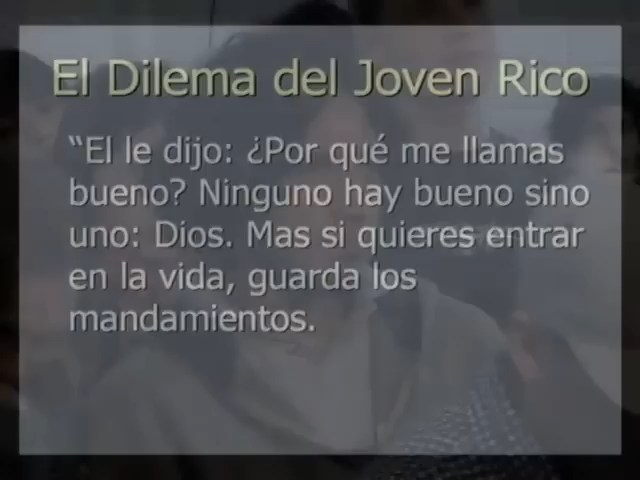 El Dilema del Joven Rico
“El le dijo: ¿Por qué me llamas
bueno? Ninguno hay bueno sino
uno: Dios. Mas si quieres entrar
en la vida, guarda los
mandamientos.